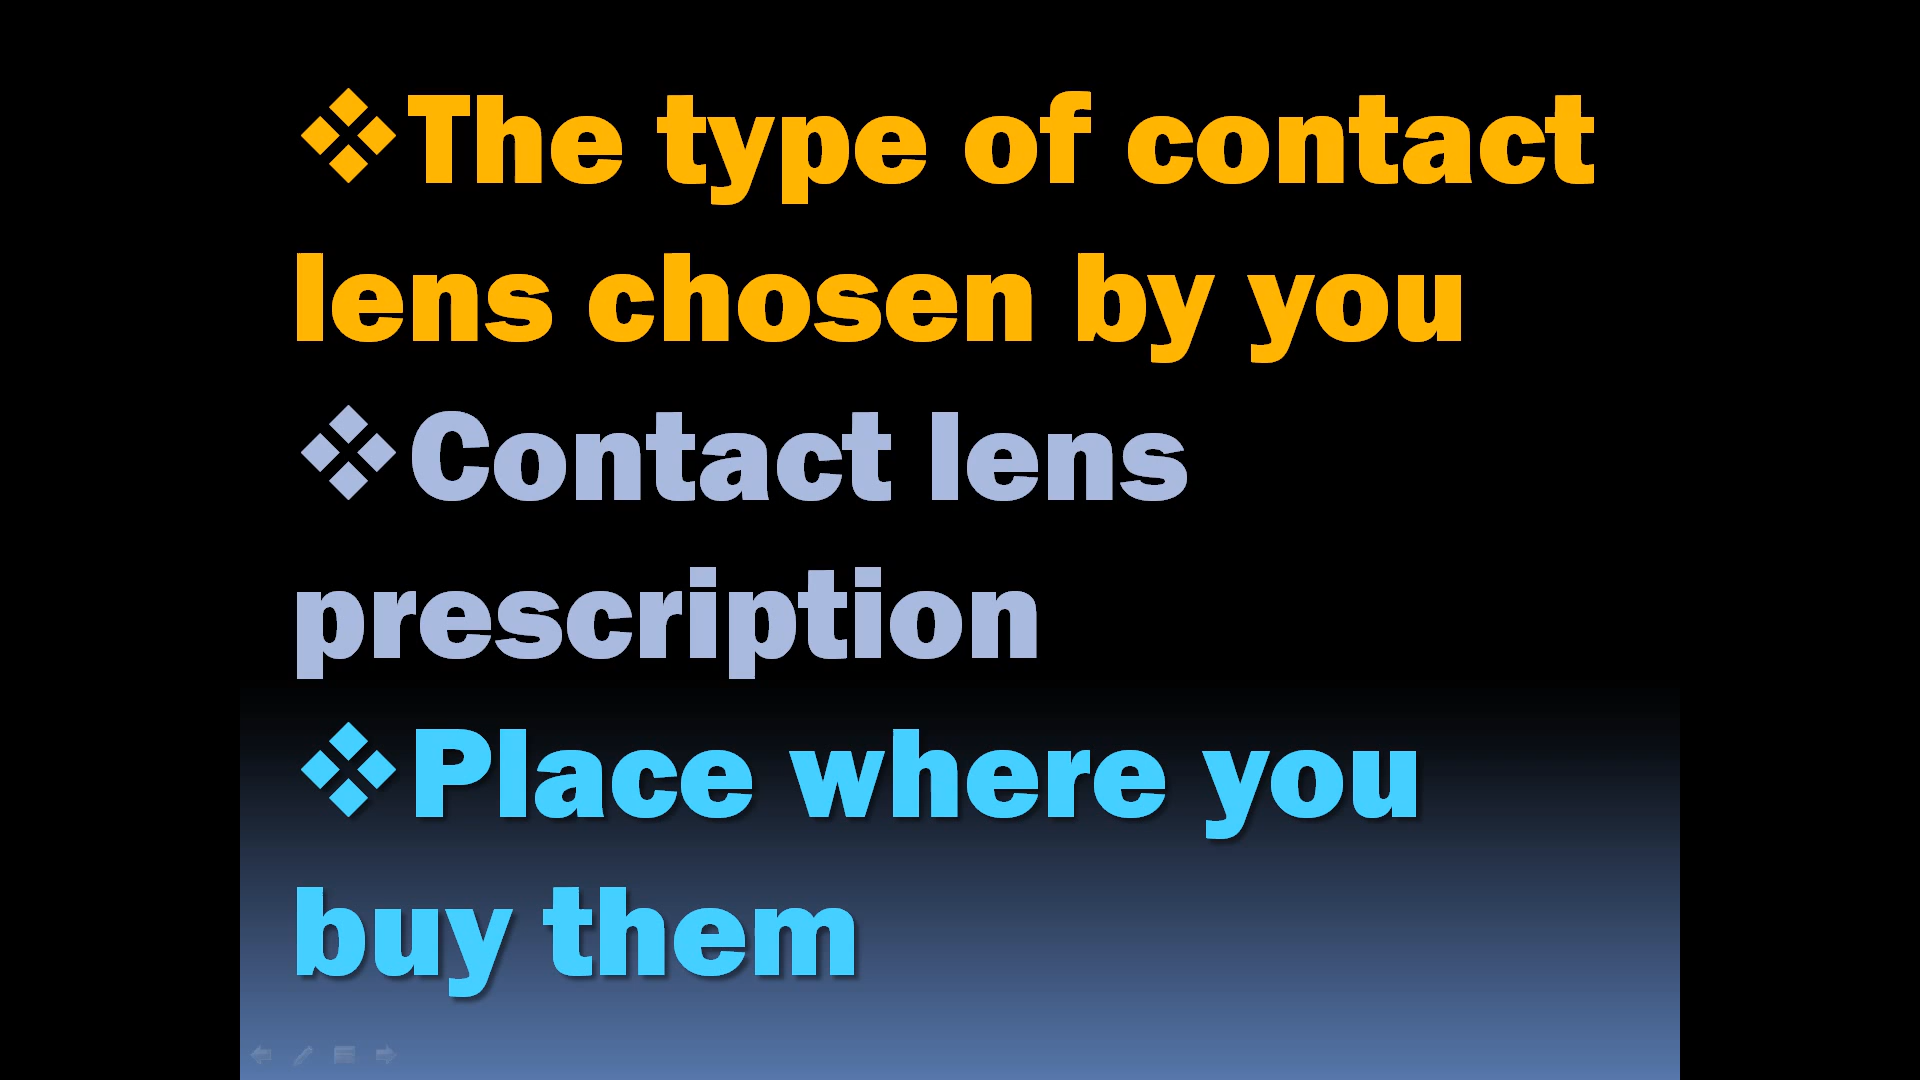 ❖The type of contact
lens chosen by you
❖Contact lens
prescription
❖Place where you
buy them